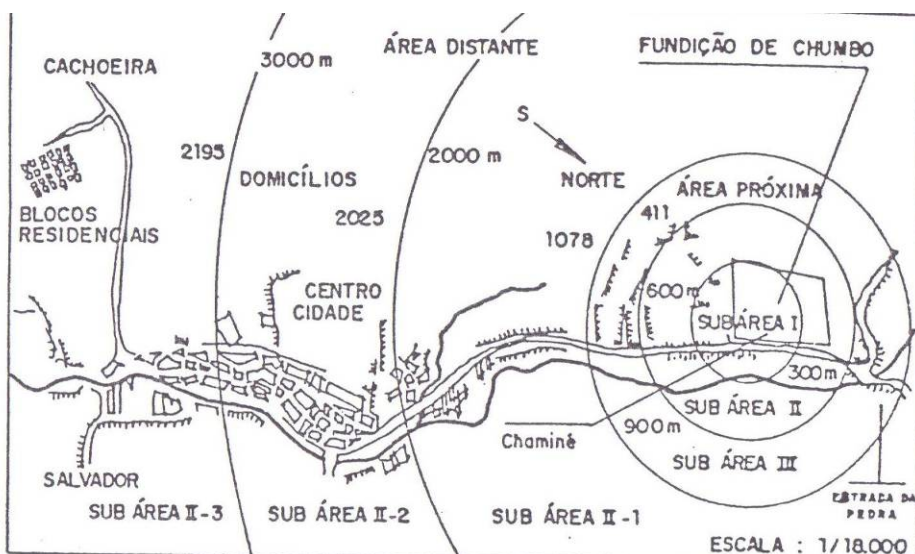 ÁREA DISTANTE
FUNDIÇÃO DE CHUMBO
3000 m
CACHOEIRA
S
2195
2000 m
DOMICÍLIOS
NORTE
ÁREA PRÓXIMA
BLOCOS
RESIDENCIAIS
2025
411
1078
CENTRO
CIDADE
600m
SUBÁREA I
300m
SUB ÁREA II
Chaminé
900m
SUB ÁREA III
SALVADOR
SUB ÁREA II-3
SUB ÁREA II-2
SUB ÁREA II-1
ESTRADA DA
PEDRA
ESCALA : 1/18.000